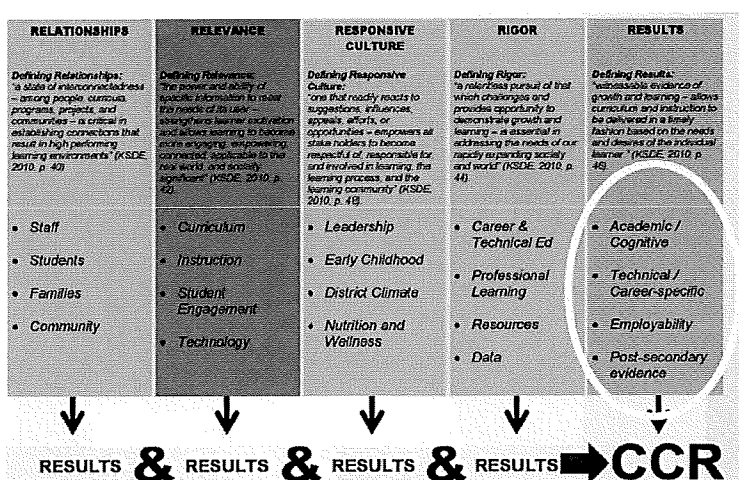 RELATIONSHIPS
Defining Relationships:
"a state of interconnectedness
– among people, curricula,
programs, projects, and
communities – is critical in
establishing connections that
result in high performing
learning environments" (KSDE,
2010, p. 40)
• Staff
• Students
• Families
• Community
RELEVANCE
Defining Relevance:
"the power and ability of
specific information to meet
the needs of its user –
strengthens learner motivation
and allows learning to become
more engaging, empowering,
connected, applicable to the
real world, and socially
significant" (KSDE, 2010, p.
42)
• Curriculum
• Instruction
• Student
Engagement
• Technology
RESPONSIVE
CULTURE
Defining Responsive
Culture:
"one that readily reacts to
suggestions, influences,
appeals, efforts, or
opportunities – empowers all
stake holders to become
respectful of, responsible for
and involved in learning, the
learning process, and the
learning community" (KSDE,
2010, p. 48)
• Leadership
• Early Childhood
• District Climate
• Nutrition and
Wellness
RIGOR
Defining Rigor:
"a relentless pursuit of that
which challenges and
provides opportunity to
demonstrate growth and
learning – is essential in
addressing the needs of our
rapidly expanding society
and world" (KSDE, 2010, p.
44)
• Career &
Technical Ed
• Professional
Learning
• Resources
• Data
RESULTS
Defining Results:
"witnessable evidence of
growth and learning – allows
curriculum and instruction to
be delivered in a timely
fashion based on the needs
and desires of the individual
learner" (KSDE, 2010, p.
46)
• Academic /
Cognitive
• Technical /
Career-specific
• Employability
• Post-secondary
evidence
RESULTS & RESULTS & RESULTS & RESULTS CCR